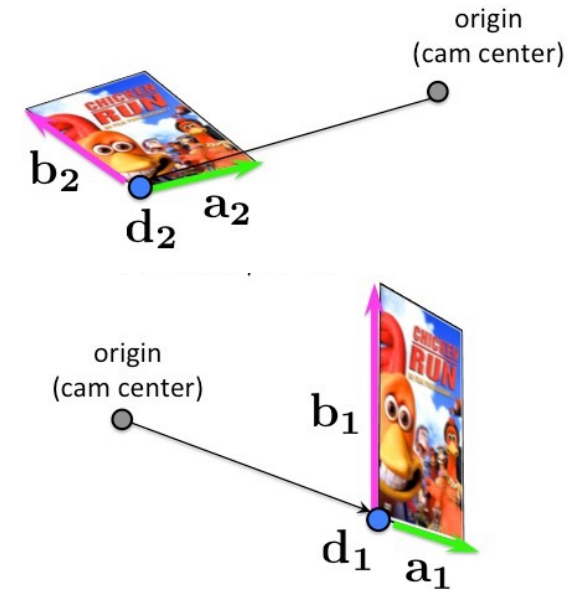 origin
(cam center)
CHICKEN
RUN
b₂
a₂
d₂
origin
(cam center)
CHICKEN
RUN
b₁
d₁
a₁